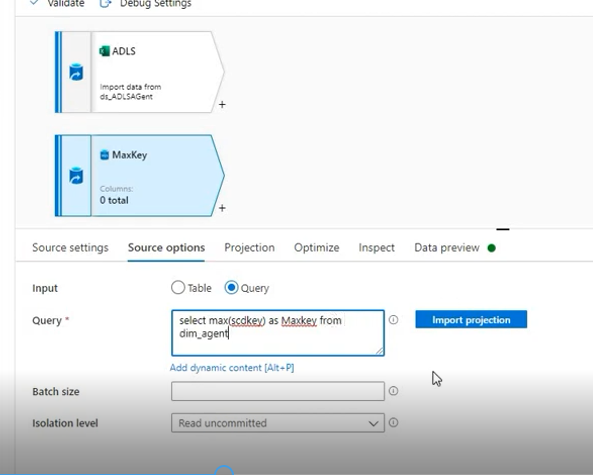 Validate Debug Settings
ADLS
Import data from
ds_ADLSAGent
+
MaxKey
Columns:
0 total
+
Source settings Source options Projection Optimize Inspect Data preview
Input Table Query
Query * select max(scdkey) as Maxkey from
dim_agent
Import projection
Add dynamic content [Alt+P]
Batch size
Isolation level Read uncommitted